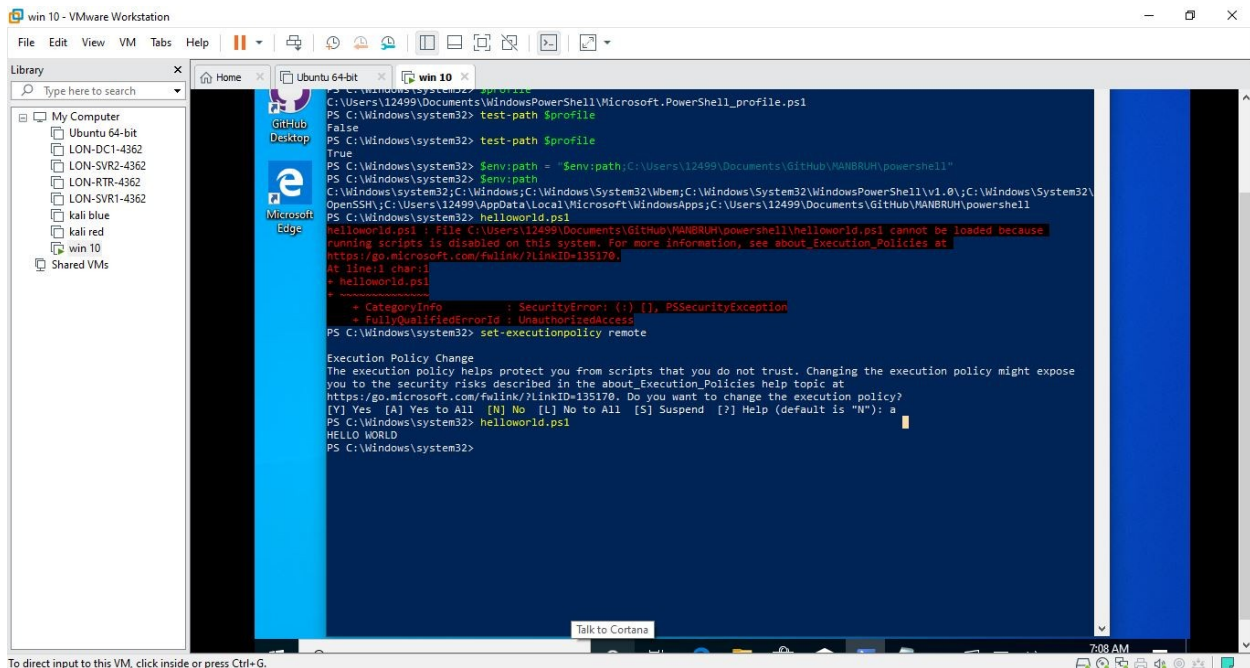 win 10 - VMware Workstation
File Edit View VM Tabs Help
Library
Type here to search
My Computer
Ubuntu 64-bit
LON-DC1-4362
LON-SVR2-4362
LON-RTR-4362
LON-SVR1-4362
kali blue
kali red
win 10
Shared VMs
Home
Ubuntu 64-bit
win 10
GitHub
Desktop
Microsoft
Edge
PS C:\Windows\system32> $profile
C:\Users\12499\Documents\WindowsPowerShell\Microsoft.PowerShell_profile.ps1
PS C:\Windows\system32> test-path $profile
False
PS C:\Windows\system32> test-path $profile
True
PS C:\Windows\system32> $env:path = "$env:path;C:\Users\12499\Documents\GitHub\MANBRUH\powershell"
PS C:\Windows\system32> $env:path
C:\Windows\system32;C:\Windows;C:\Windows\System32\Wbem;C:\Windows\System32\WindowsPowerShell\v1.0\;C:\Windows\System32\
OpenSSH\;C:\Users\12499\AppData\Local\Microsoft\WindowsApps;C:\Users\12499\Documents\GitHub\MANBRUH\powershell
PS C:\Windows\system32> helloworld.ps1
helloworld.ps1 : File C:\Users\12499\Documents\GitHub\MANBRUH\powershell\helloworld.ps1 cannot be loaded because
running scripts is disabled on this system. For more information, see about_Execution_Policies at
https:/go.microsoft.com/fwlink/?LinkID=135170.
At line:1 char:1
+ helloworld.ps1
+ ~~~~~~~~~~~~~~
+ CategoryInfo : SecurityError: (:) [], PSSecurityException
+ FullyQualifiedErrorId : UnauthorizedAccess
PS C:\Windows\system32> set-executionpolicy remote
Execution Policy Change
The execution policy helps protect you from scripts that you do not trust. Changing the execution policy might expose
you to the security risks described in the about_Execution_Policies help topic at
https:/go.microsoft.com/fwlink/?LinkID=135170. Do you want to change the execution policy?
[Y] Yes [A] Yes to All [N] No [L] No to All [S] Suspend [?] Help (default is "N"): a
PS C:\Windows\system32> helloworld.ps1
HELLO WORLD
PS C:\Windows\system32>
Talk to Cortana
7:08 AM
To direct input to this VM, click inside or press Ctrl+G.